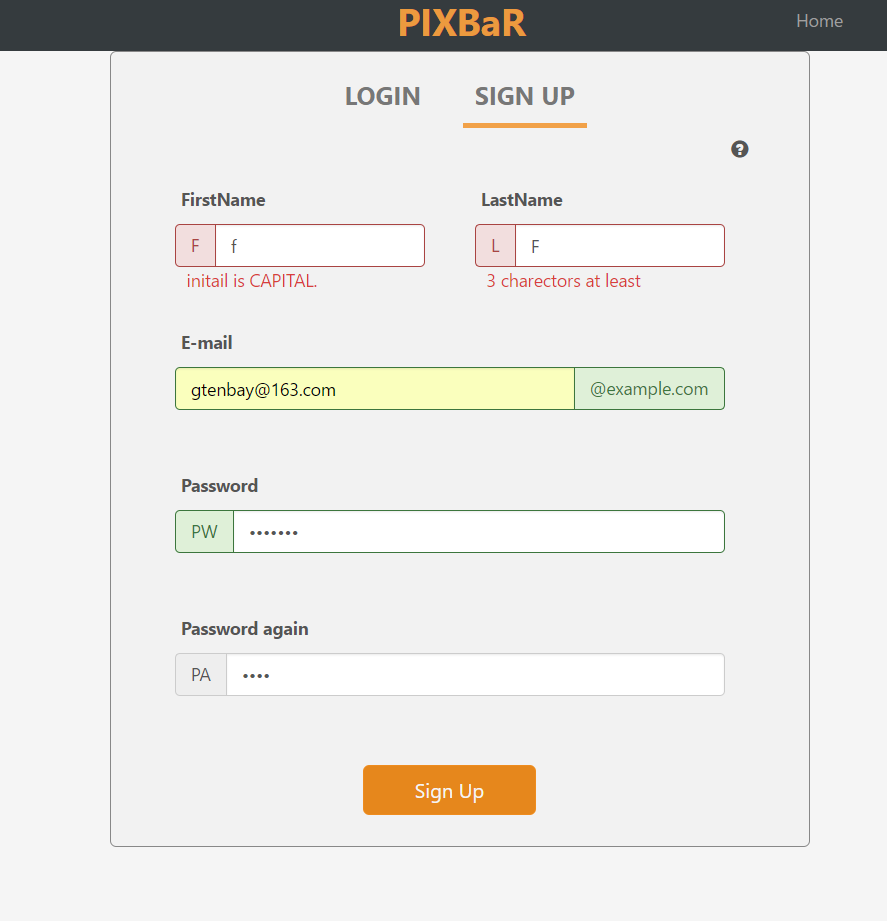 PIXBaR Home
LOGIN SIGN UP
?
FirstName LastName
F f L F
initail is CAPITAL. 3 charectors at least
E-mail
gtenbay@163.com @example.com
Password
PW •••••••
Password again
PA ••••
Sign Up